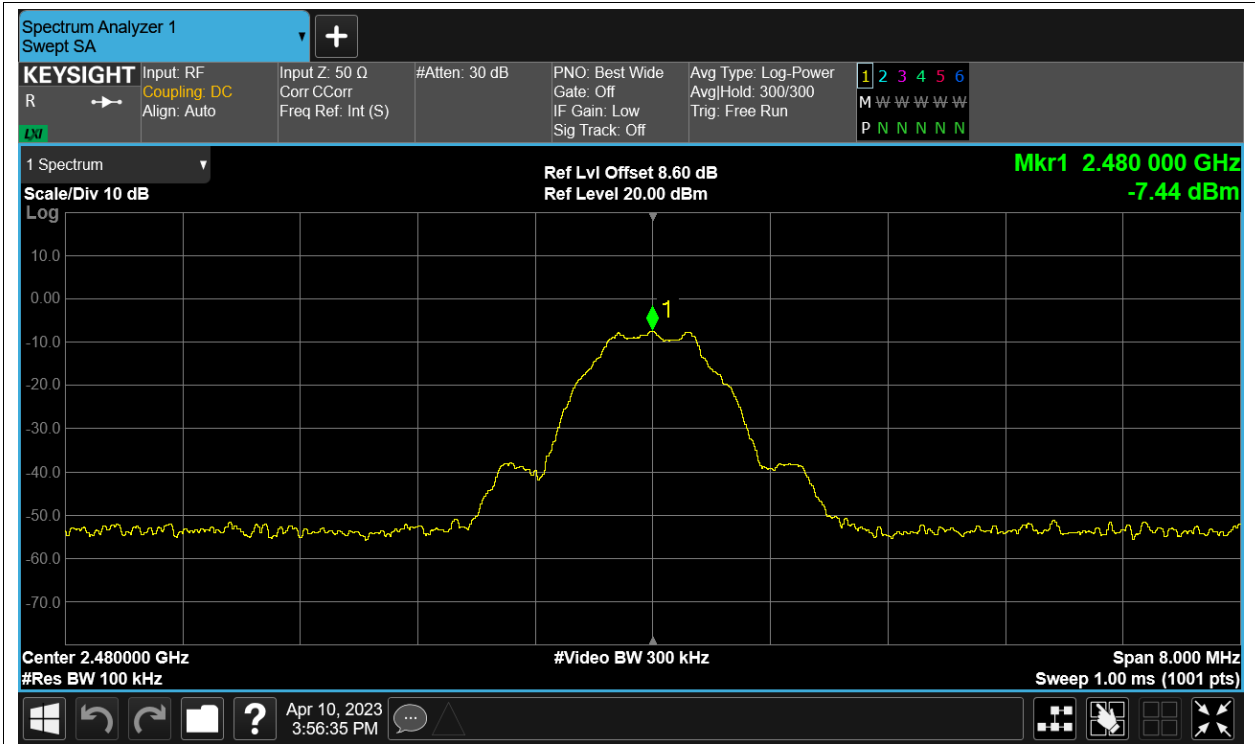 Spectrum Analyzer 1
Swept SA
KEYSIGHT
R
LXI
Input: RF
Coupling: DC
Align: Auto
Input Z: 50 Ω
Corr CCorr
Freq Ref: Int (S)
#Atten: 30 dB
PNO: Best Wide
Gate: Off
IF Gain: Low
Sig Track: Off
Avg Type: Log-Power
Avg|Hold: 300/300
Trig: Free Run
1 2 3 4 5 6
M W W W W W
P N N N N N
1 Spectrum
Scale/Div 10 dB
Ref Lvl Offset 8.60 dB
Ref Level 20.00 dBm
Mkr1 2.480 000 GHz
-7.44 dBm
Log
10.0
0.00
1
-10.0
-20.0
-30.0
-40.0
-50.0
-60.0
-70.0
Center 2.480000 GHz
#Video BW 300 kHz
Span 8.000 MHz
#Res BW 100 kHz
Sweep 1.00 ms (1001 pts)
?
Apr 10, 2023
3:56:35 PM